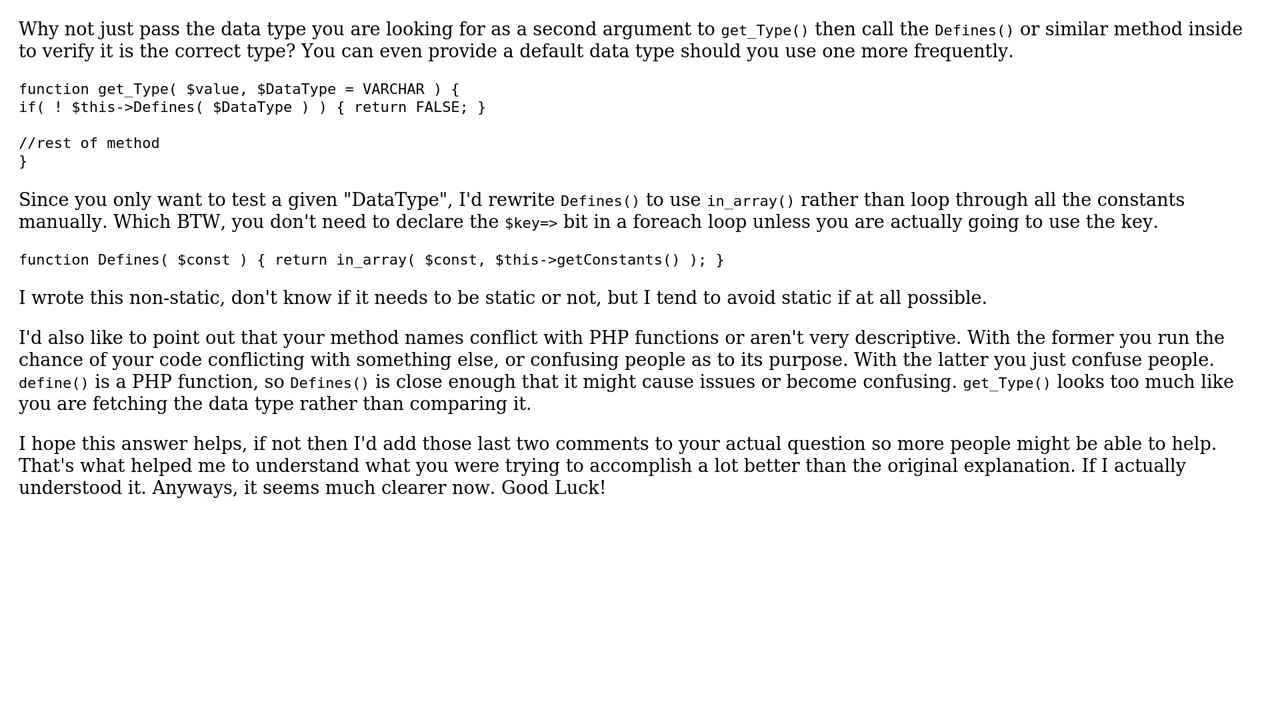 Why not just pass the data type you are looking for as a second argument to get_Type() then call the Defines() or similar method inside
to verify it is the correct type? You can even provide a default data type should you use one more frequently.
function get_Type( $value, $DataType = VARCHAR ) {
if( ! $this->Defines( $DataType ) ) { return FALSE; }
//rest of method
}
Since you only want to test a given "DataType", I'd rewrite Defines() to use in_array() rather than loop through all the constants
manually. Which BTW, you don't need to declare the $key=> bit in a foreach loop unless you are actually going to use the key.
function Defines( $const ) { return in_array( $const, $this->getConstants() ); }
I wrote this non-static, don't know if it needs to be static or not, but I tend to avoid static if at all possible.
I'd also like to point out that your method names conflict with PHP functions or aren't very descriptive. With the former you run the
chance of your code conflicting with something else, or confusing people as to its purpose. With the latter you just confuse people.
define() is a PHP function, so Defines() is close enough that it might cause issues or become confusing. get_Type() looks too much like
you are fetching the data type rather than comparing it.
I hope this answer helps, if not then I'd add those last two comments to your actual question so more people might be able to help.
That's what helped me to understand what you were trying to accomplish a lot better than the original explanation. If I actually
understood it. Anyways, it seems much clearer now. Good Luck!